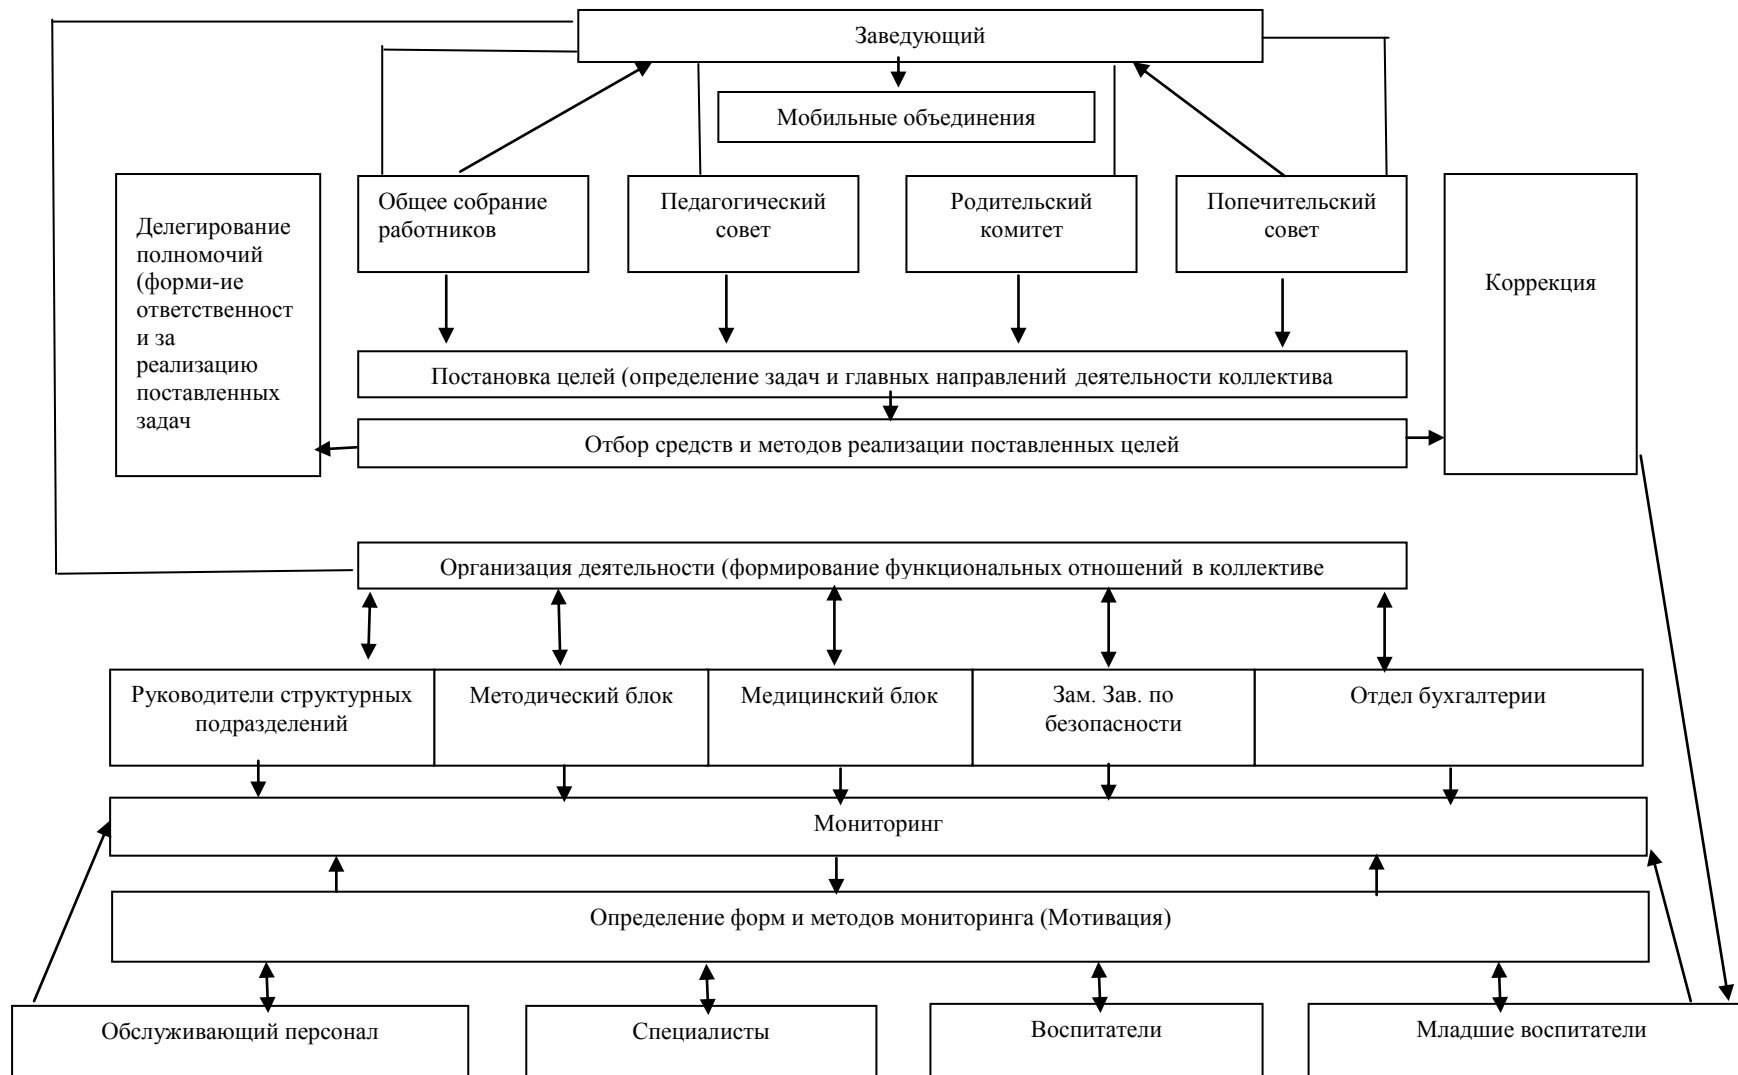 Заведующий
Мобильные объединения
Делегирование
полномочий
(форми-ие
ответственност
и за
реализацию
поставленных
задач
Общее собрание
работников
Педагогический
совет
Родительский
комитет
Попечительский
совет
Коррекция
Постановка целей (определение задач и главных направлений деятельности коллектива
Отбор средств и методов реализации поставленных целей
Организация деятельности (формирование функциональных отношений в коллективе
Руководители структурных
подразделений
Методический блок
Медицинский блок
Зам. Зав. по
безопасности
Отдел бухгалтерии
Мониторинг
Определение форм и методов мониторинга (Мотивация)
Обслуживающий персонал
Специалисты
Воспитатели
Младшие воспитатели